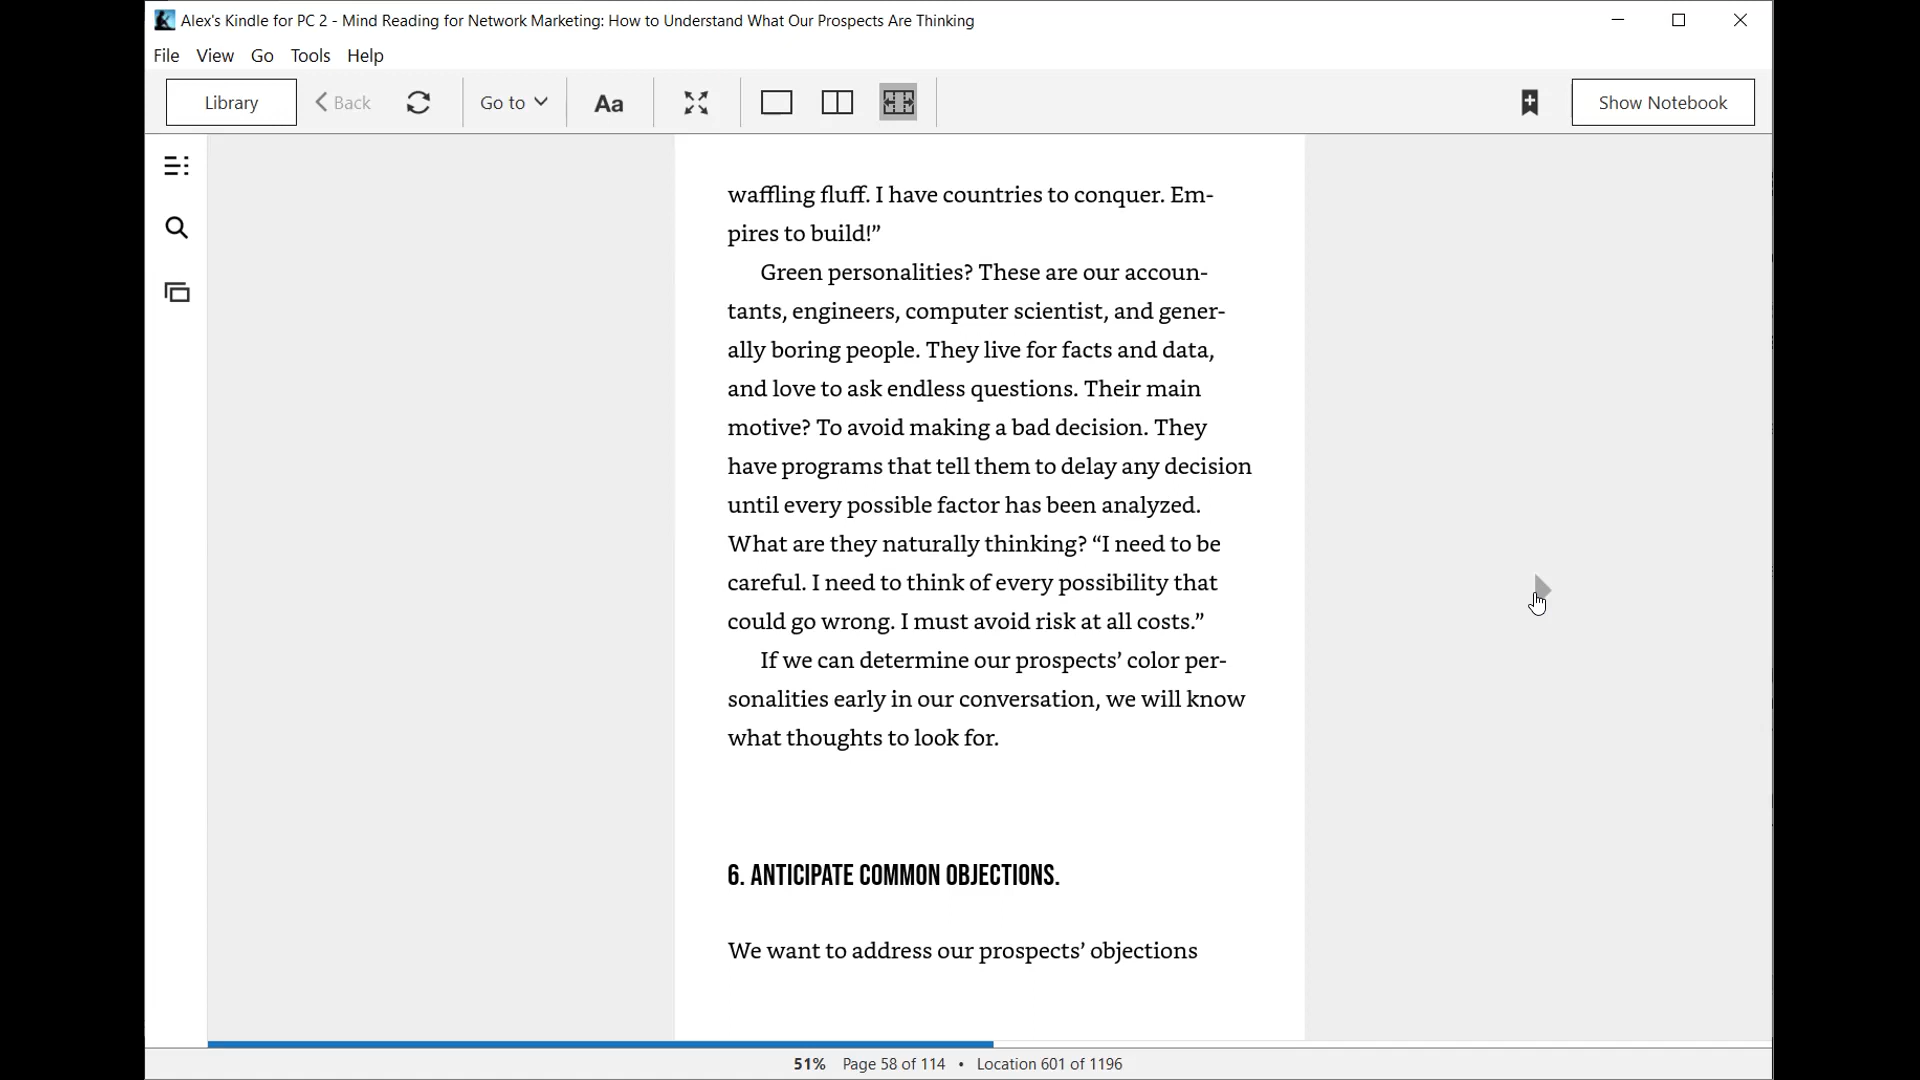 Alex's Kindle for PC 2 - Mind Reading for Network Marketing: How to Understand What Our Prospects Are Thinking
File View Go Tools Help
Library Back Go to Aa Show Notebook
waffling fluff. I have countries to conquer. Em-
pires to build!”
Green personalities? These are our accoun-
tants, engineers, computer scientist, and gener-
ally boring people. They live for facts and data,
and love to ask endless questions. Their main
motive? To avoid making a bad decision. They
have programs that tell them to delay any decision
until every possible factor has been analyzed.
What are they naturally thinking? “I need to be
careful. I need to think of every possibility that
could go wrong. I must avoid risk at all costs.”
If we can determine our prospects’ color per-
sonalities early in our conversation, we will know
what thoughts to look for.
6. ANTICIPATE COMMON OBJECTIONS.
We want to address our prospects’ objections
51% Page 58 of 114 • Location 601 of 1196